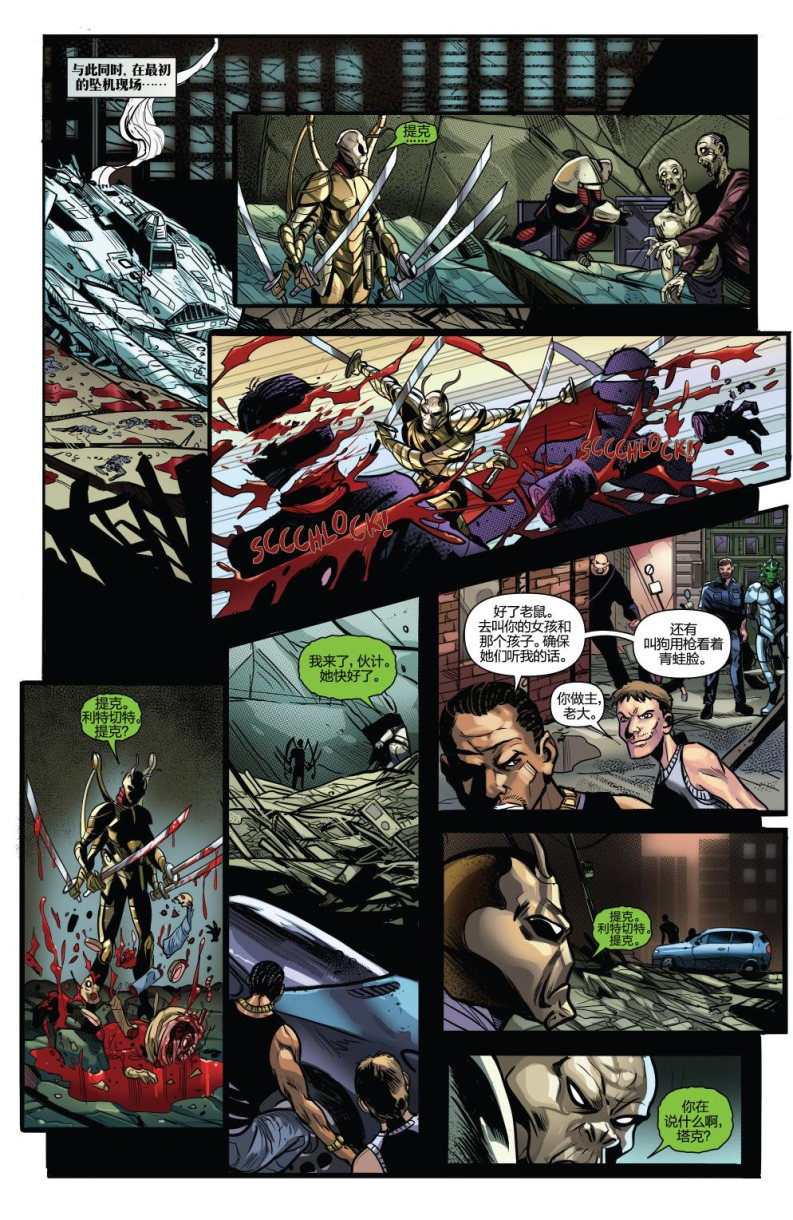 与此同时，在最初
的坠机现场……
提克
……
SCCCHLOCK!
SCCCHLOCK!
好了老鼠。
去叫你的女孩和
那个孩子。确保
她们听我的话。
还有
叫狗用枪看着
青蛙脸。
你做主，
老大。
我来了，伙计。
她快好了。
提克。
利特切特。
提克？
提克。
利特切特。
提克。
你在
说什么啊，
塔克？